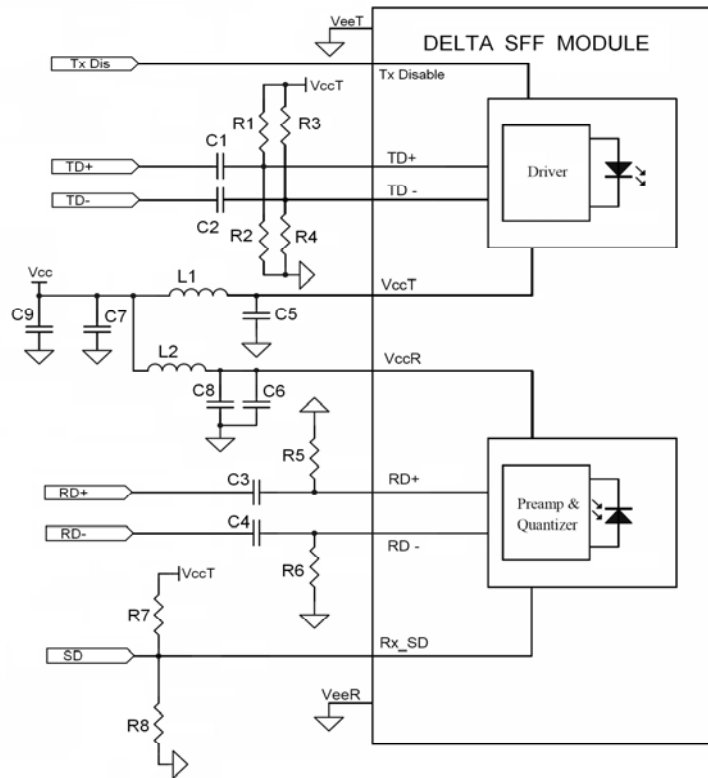 VeeT
DELTA SFF MODULE
Tx Dis
Tx Disable
VccT
R1
R3
C1
TD+
TD+
Driver
TD-
TD -
C2
R2
R4
Vcc
L1
VccT
C9
C7
C5
L2
VccR
C8
C6
R5
C3
RD+
RD+
Preamp &
Quantizer
C4
RD-
RD -
R6
VccT
R7
SD
Rx_SD
VeeR
R8